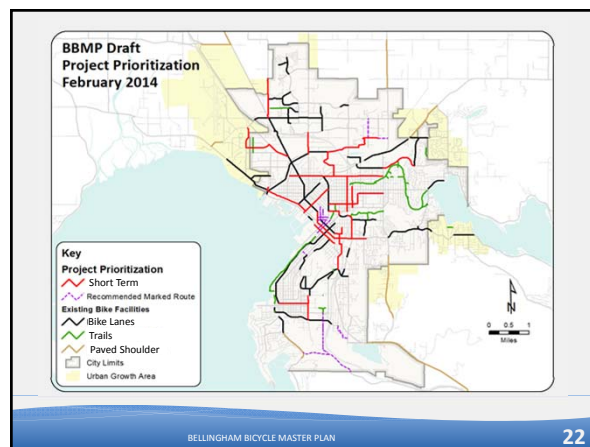 BBMP Draft
Project Prioritization
February 2014
Key
Project Prioritization
Short Term
Recommended Marked Route
Existing Bike Facilities
Bike Lanes
Trails
Paved Shoulder
City Limits
Urban Growth Area
N
0 0.5 1
Miles
BELLINGHAM BICYCLE MASTER PLAN
22